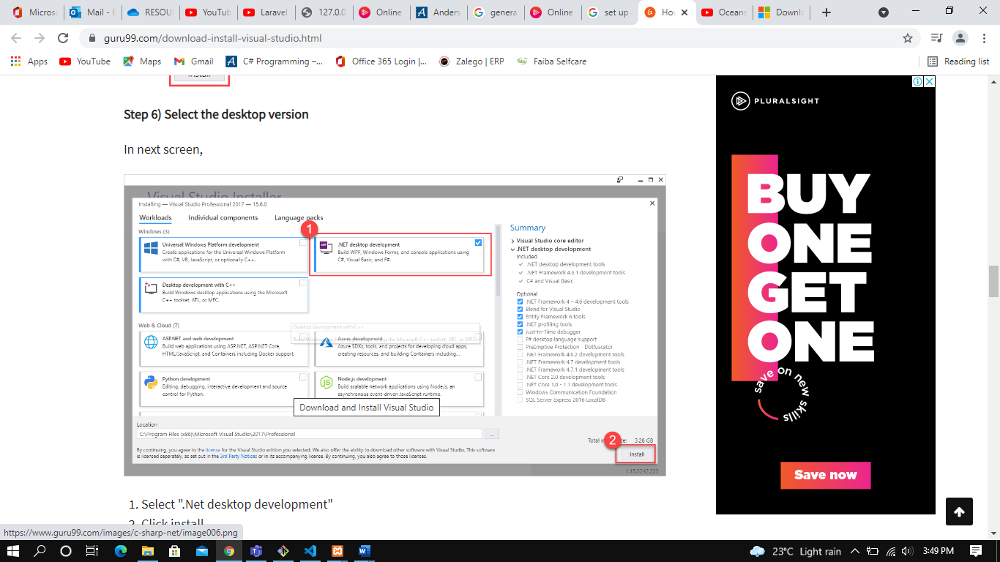 Micros
Mail - E
RESOU
YouTub
Laravel
127.0.0
Online
Anders
genera
Online
set up
Hov
Oceans
Downlo
guru99.com/download-install-visual-studio.html
Apps
YouTube
Maps
Gmail
C# Programming –...
Office 365 Login |...
Zalego | ERP
Faiba Selfcare
Reading list
Install
Step 6) Select the desktop version
In next screen,
Visual Studio Installer
Installing — Visual Studio Professional 2017 — 15.6.0
Workloads
Individual components
Language packs
Windows (3)
Universal Windows Platform development
Create applications for the Universal Windows Platform
with C#, VB, JavaScript, or optionally C++.
1
.NET desktop development
Build WPF, Windows Forms, and console applications using
C#, Visual Basic, and F#.
Desktop development with C++
Build Windows desktop applications using the Microsoft
C++ toolset, ATL, or MFC.
Web & Cloud (7)
Desktop development with C++
ASP.NET and web development
Build web applications using ASP.NET, ASP.NET Core,
HTML/JavaScript, and Containers including Docker support.
Azure development
Azure SDKs, tools, and projects for developing cloud apps,
creating resources, and building Containers including...
Python development
Editing, debugging, interactive development and source
control for Python.
Node.js development
Build scalable network applications using Node.js, an
asynchronous event-driven JavaScript runtime.
Download and Install Visual Studio
Summary
Visual Studio core editor
.NET desktop development
Included
.NET desktop development tools
.NET Framework 4.6.1 development tools
C# and Visual Basic
Optional
.NET Framework 4 – 4.6 development tools
Blend for Visual Studio
Entity Framework 6 tools
.NET profiling tools
Just-In-Time debugger
F# desktop language support
PreEmptive Protection - Dotfuscator
.NET Framework 4.6.2 development tools
.NET Framework 4.7 development tools
.NET Framework 4.7.1 development tools
.NET Core 2.0 development tools
.NET Core 1.0 - 1.1 development tools
Windows Communication Foundation
SQL Server Express 2016 LocalDB
Location
C:\Program Files (x86)\Microsoft Visual Studio\2017\Professional
...
By continuing, you agree to the license for the Visual Studio edition you selected. We also offer the ability to download other software with Visual Studio. This software
is licensed separately, as set out in the 3rd Party Notices or in its accompanying license. By continuing, you also agree to those licenses.
Total in
ze: 3.28 GB
2
Install
1.15.3242.223
1. Select ".Net desktop development"
2. Click install
PLURALSIGHT
BUY
ONE
GET
ONE
save on new skills
Save now
https://www.guru99.com/images/c-sharp-net/image006.png
23°C Light rain
3:49 PM